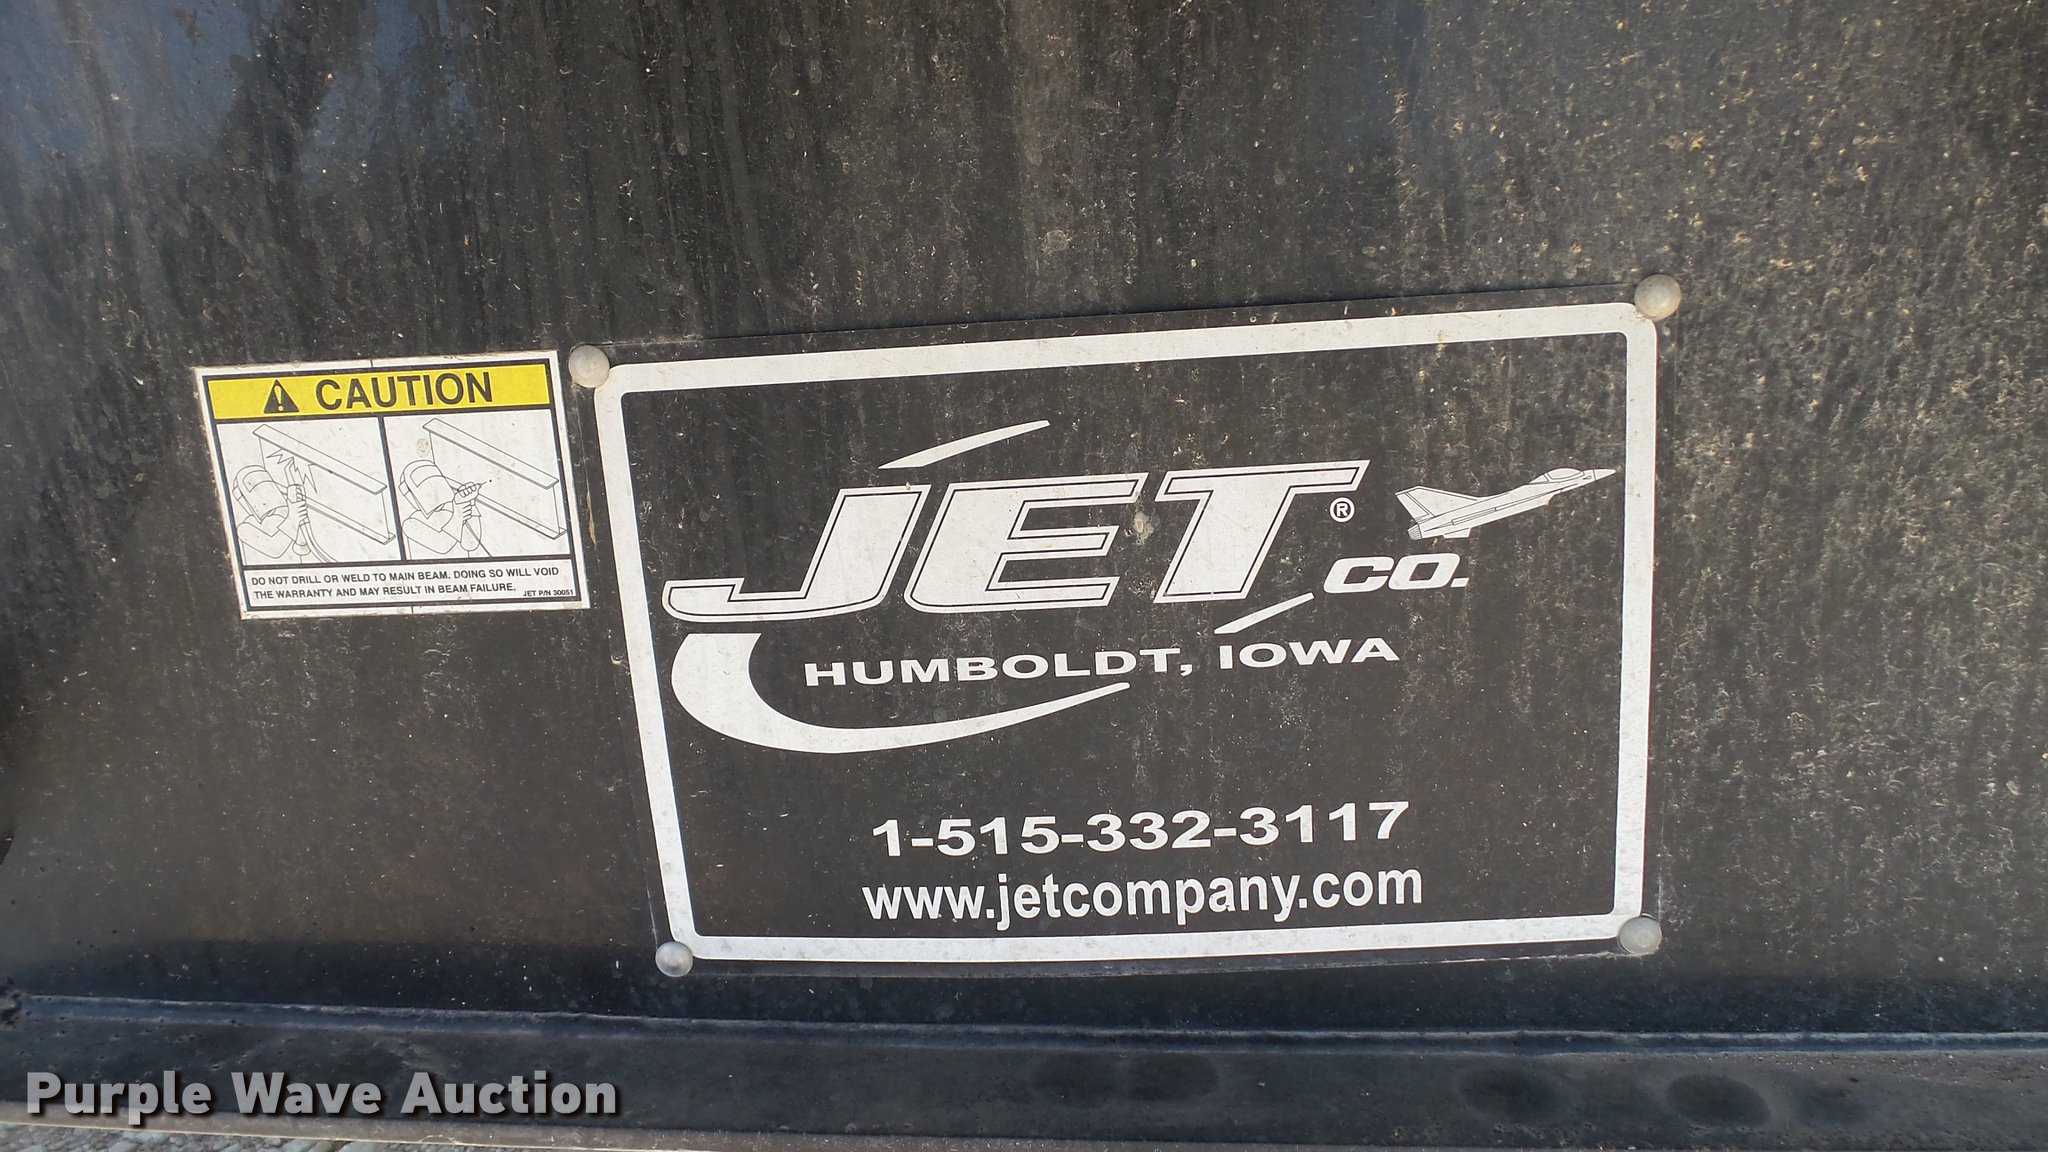 CAUTION
DO NOT DRILL OR WELD TO MAIN BEAM. DOING SO WILL VOID
THE WARRANTY AND MAY RESULT IN BEAM FAILURE. JET P/N 30051
JET®
CO.
HUMBOLDT, IOWA
1-515-332-3117
www.jetcompany.com
Purple Wave Auction